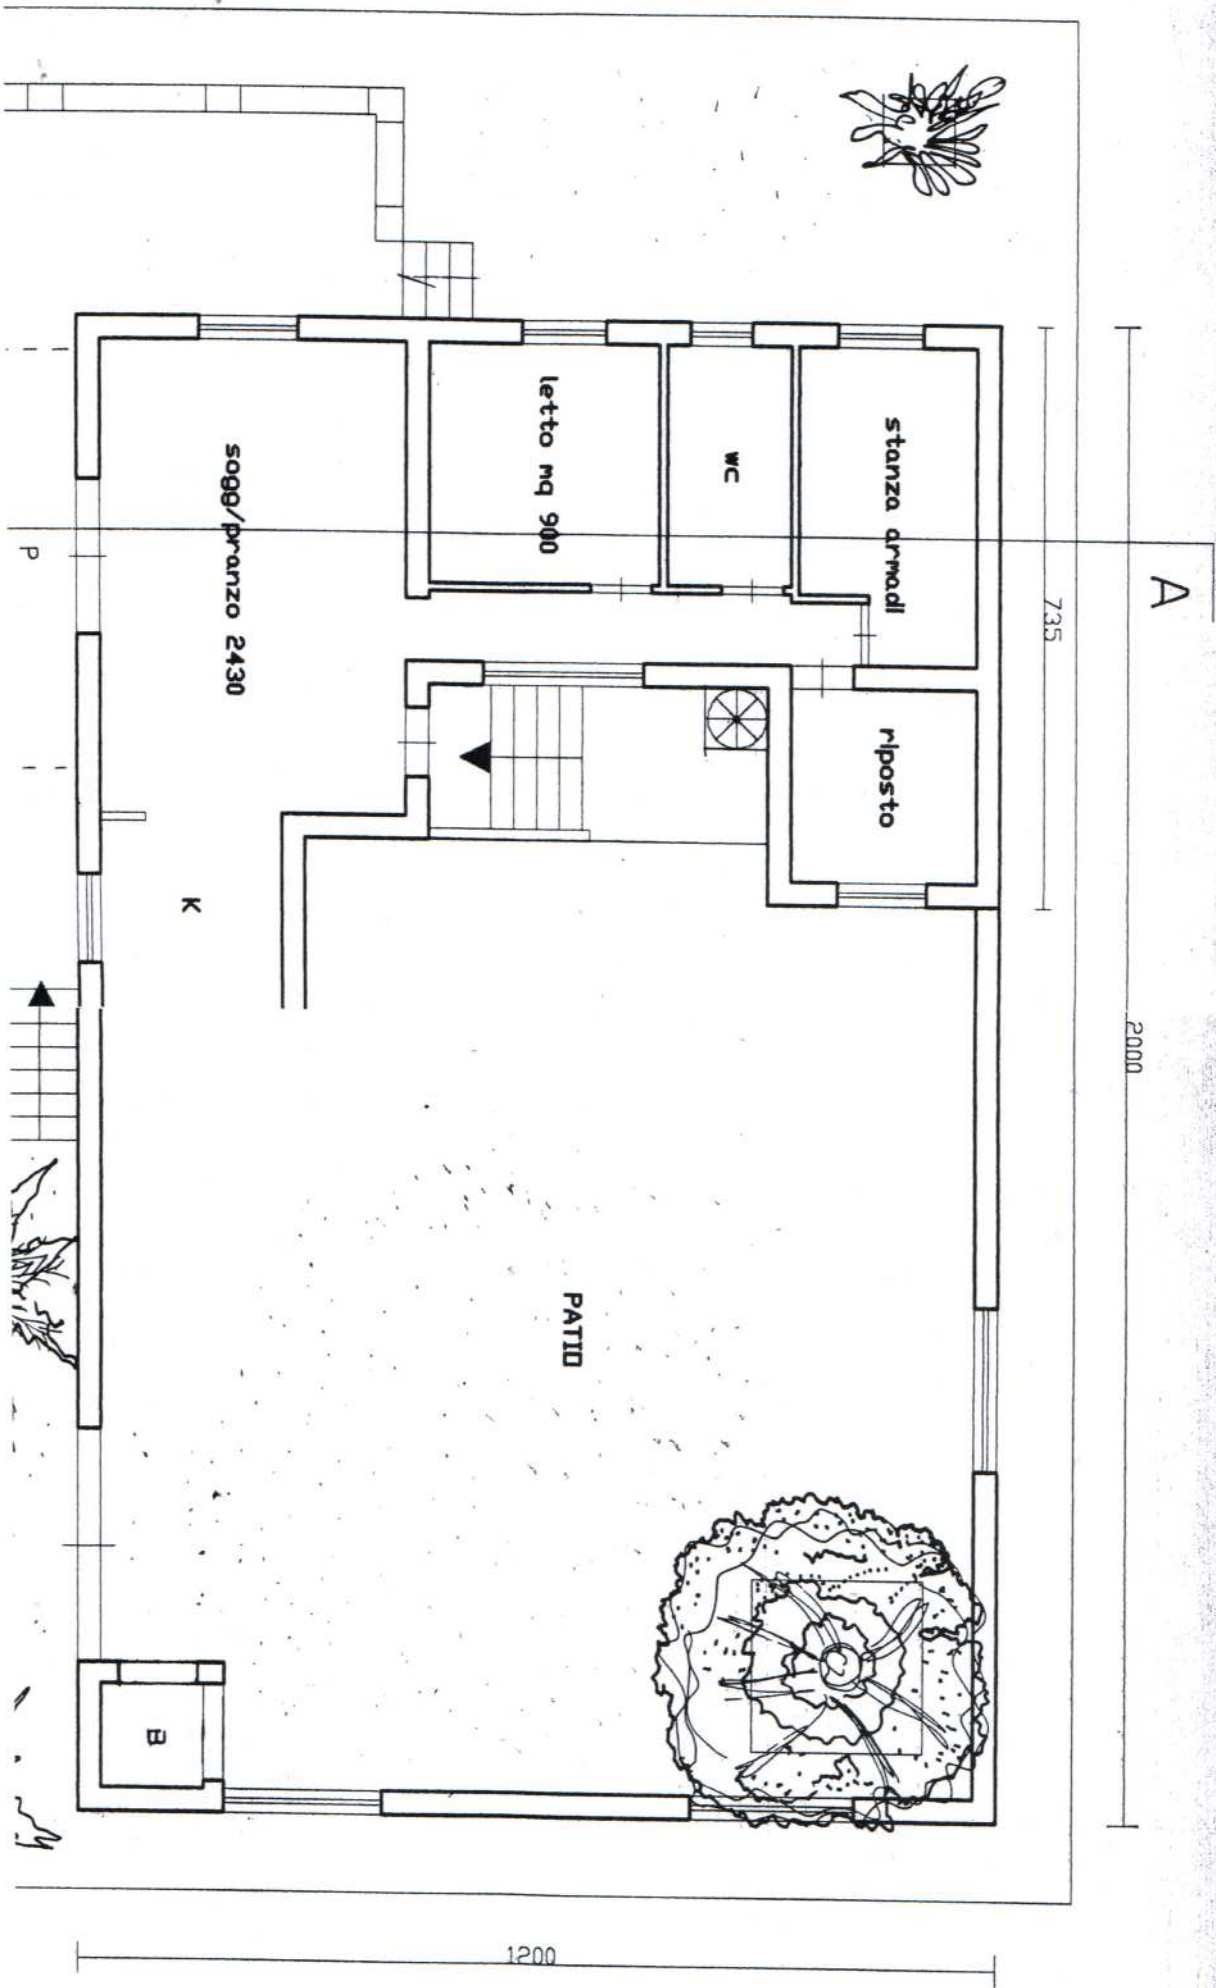 A
2000
735
stanza armadi
riposto
wc
letto mq 900
sogg/pranzo 2430
P
K
PATIO
B
1200